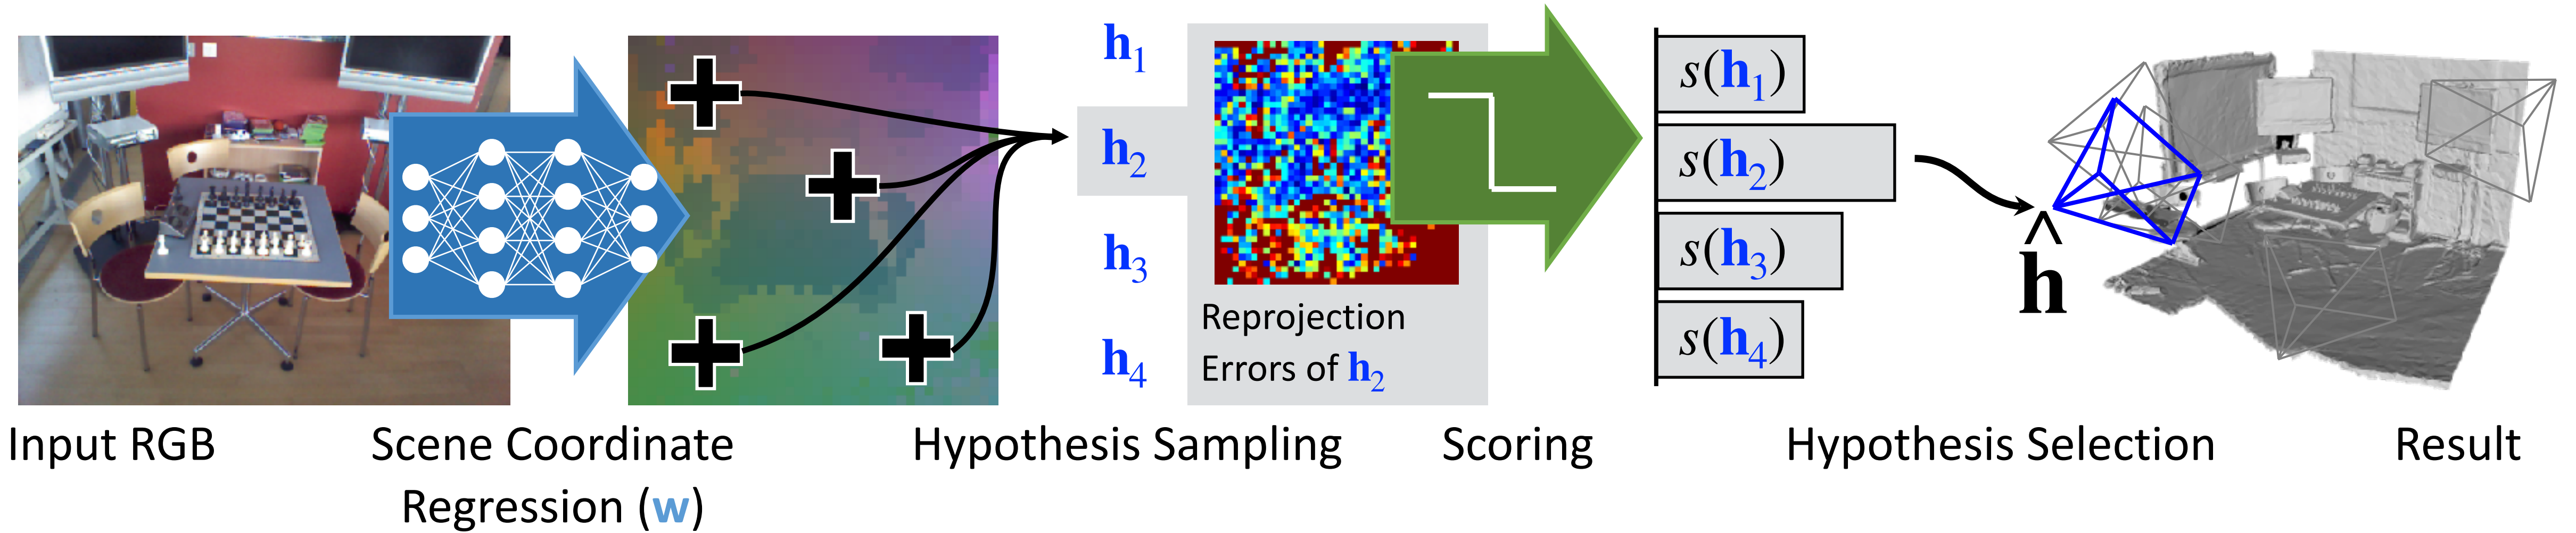 h1
h2
h3
h4
Reprojection
Errors of h2
s(h1)
s(h2)
s(h3)
s(h4)
ĥ
Input RGB
Scene Coordinate
Regression (w)
Hypothesis Sampling
Scoring
Hypothesis Selection
Result